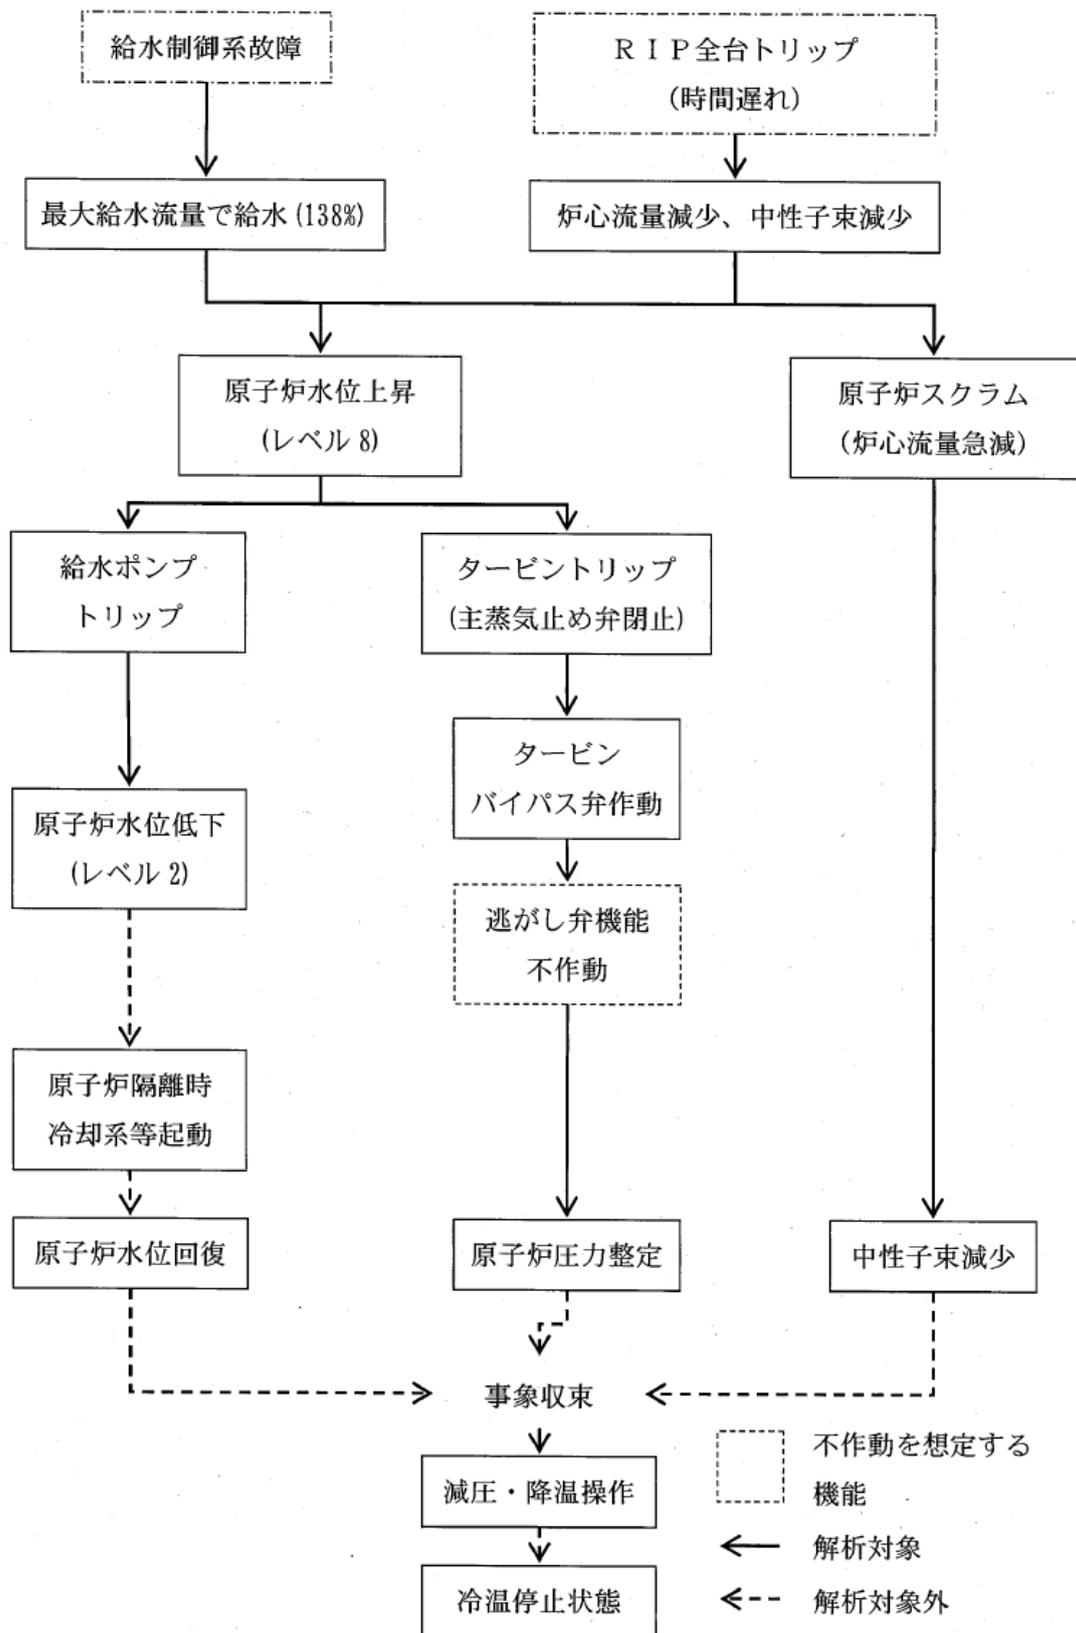 給水制御系故障
ＲＩＰ全台トリップ
(時間遅れ)
最大給水流量で給水(138%)
炉心流量減少、中性子束減少
原子炉水位上昇
(レベル 8)
原子炉スクラム
(炉心流量急減)
給水ポンプ
トリップ
タービントリップ
(主蒸気止め弁閉止)
タービン
バイパス弁作動
原子炉水位低下
(レベル 2)
逃がし弁機能
不作動
原子炉隔離時
冷却系等起動
原子炉水位回復
原子炉圧力整定
中性子束減少
事象収束
減圧・降温操作
冷温停止状態
不作動を想定する
機能
解析対象
解析対象外